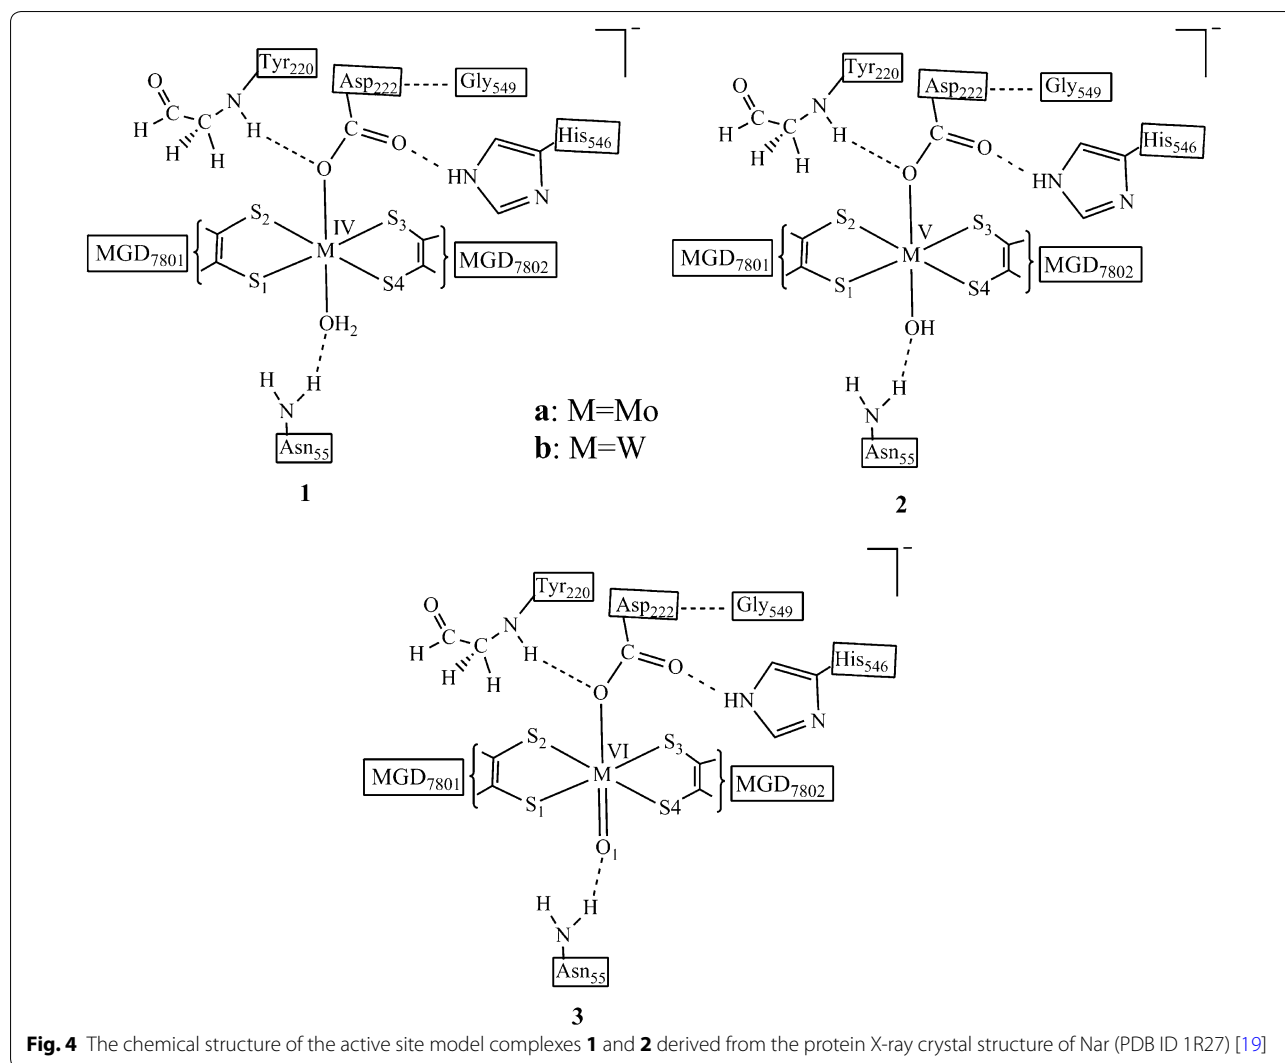 –
O Tyr220 Asp222 Gly549
N
H C C H C O His546
H H O HN N
S2 IV S3
MGD7801 M MGD7802
S1 S4
OH2
H H
N
Asn55
1
–
O Tyr220 Asp222 Gly549
N
H C C H C O His546
H H O HN N
S2 V S3
MGD7801 M MGD7802
S1 S4
OH
H H
N
Asn55
2
a: M=Mo
b: M=W
–
O Tyr220 Asp222 Gly549
N
H C C H C O His546
H H O HN N
S2 VI S3
MGD7801 M MGD7802
S1 S4
O1
H H
N
Asn55
3
Fig. 4 The chemical structure of the active site model complexes 1 and 2 derived from the protein X-ray crystal structure of Nar (PDB ID 1R27) [19]